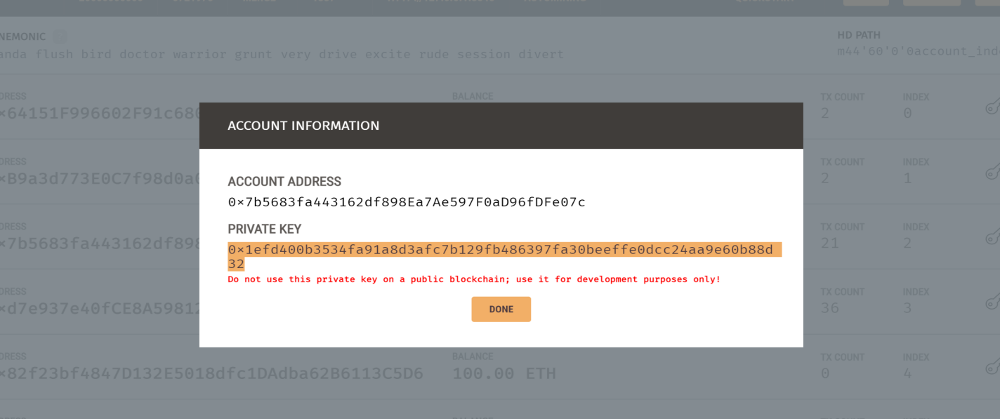 NEMONIC
HD PATH
anda flush bird doctor warrior grunt very drive excite rude session divert
m44'60'0'0account_ind
DRESS
BALANCE
TX COUNT
INDEX
×64151F996602F91c680
2
0
ACCOUNT INFORMATION
DRESS
TX COUNT
INDEX
×B9a3d773E0C7f98d0a
2
1
ACCOUNT ADDRESS
0×7b5683fa443162df898Ea7Ae597F0aD96fDFe07c
DRESS
TX COUNT
INDEX
×7b5683fa443162df898
21
2
PRIVATE KEY
0×1efd400b3534fa91a8d3afc7b129fb486397fa30beeffe0dcc24aa9e60b88d
32
Do not use this private key on a public blockchain; use it for development purposes only!
DRESS
TX COUNT
INDEX
×d7e937e40fCE8A59812
36
3
DONE
DRESS
BALANCE
TX COUNT
INDEX
×82f23bf4847D132E5018dfc1DAdba62B6113C5D6
100.00 ETH
0
4